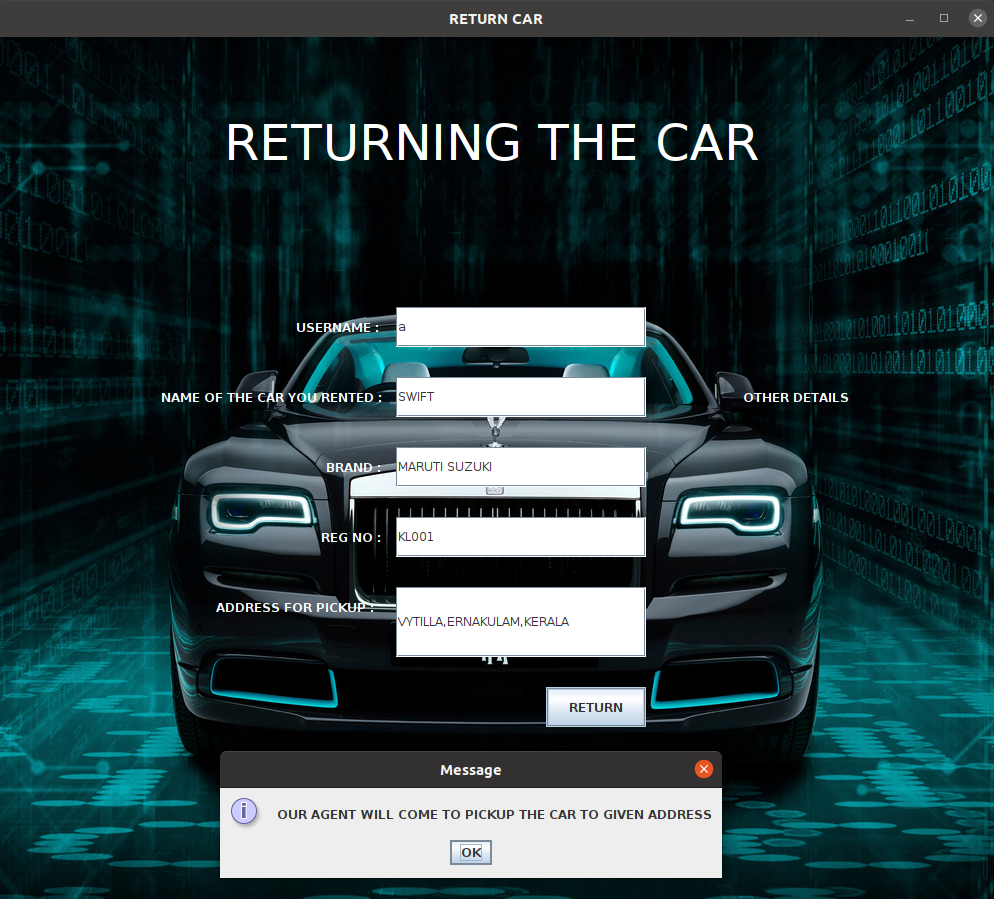 RETURN CAR
RETURNING THE CAR
USERNAME : a
NAME OF THE CAR YOU RENTED : SWIFT OTHER DETAILS
BRAND : MARUTI SUZUKI
REG NO : KL001
ADDRESS FOR PICKUP : VYTILLA,ERNAKULAM,KERALA
RETURN
Message
OUR AGENT WILL COME TO PICKUP THE CAR TO GIVEN ADDRESS
OK